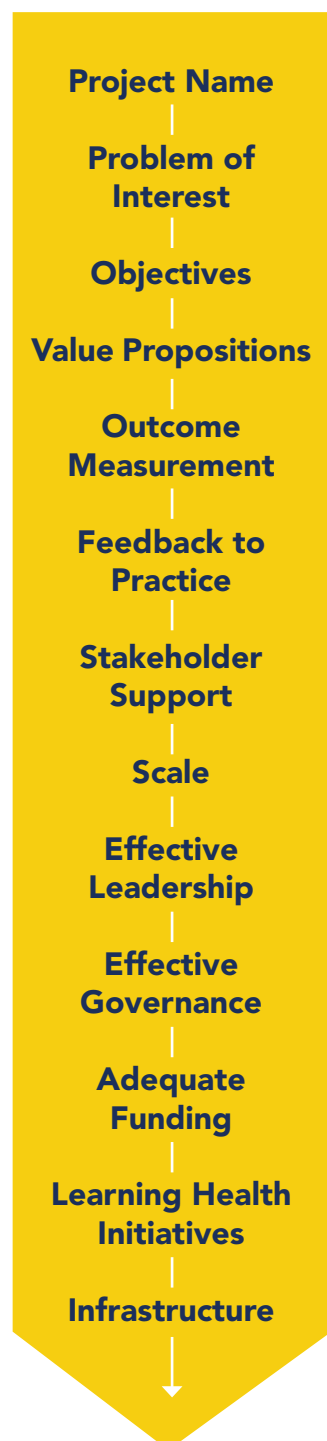 Project Name
Problem of
Interest
Objectives
Value Propositions
Outcome
Measurement
Feedback to
Practice
Stakeholder
Support
Scale
Effective
Leadership
Effective
Governance
Adequate
Funding
Learning Health
Initiatives
Infrastructure